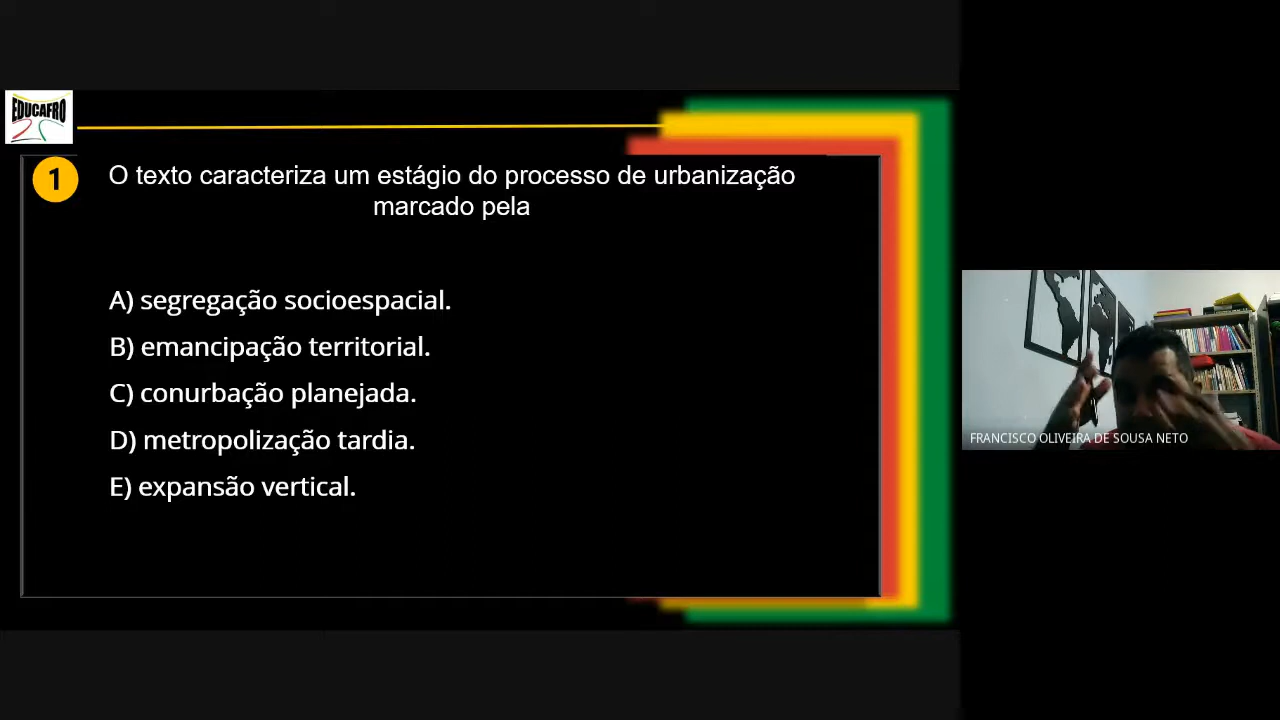 EDUCAFRO
1
O texto caracteriza um estágio do processo de urbanização
marcado pela
A) segregação socioespacial.
B) emancipação territorial.
C) conurbação planejada.
D) metropolização tardia.
E) expansão vertical.
FRANCISCO OLIVEIRA DE SOUSA NETO